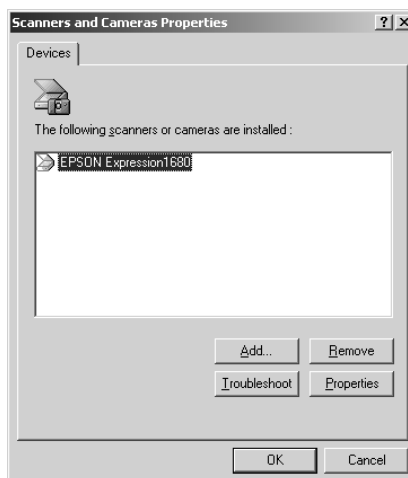 Scanners and Cameras Properties
Devices
The following scanners or cameras are installed :
EPSON Expression1680
Add... Remove
Troubleshoot Properties
OK Cancel